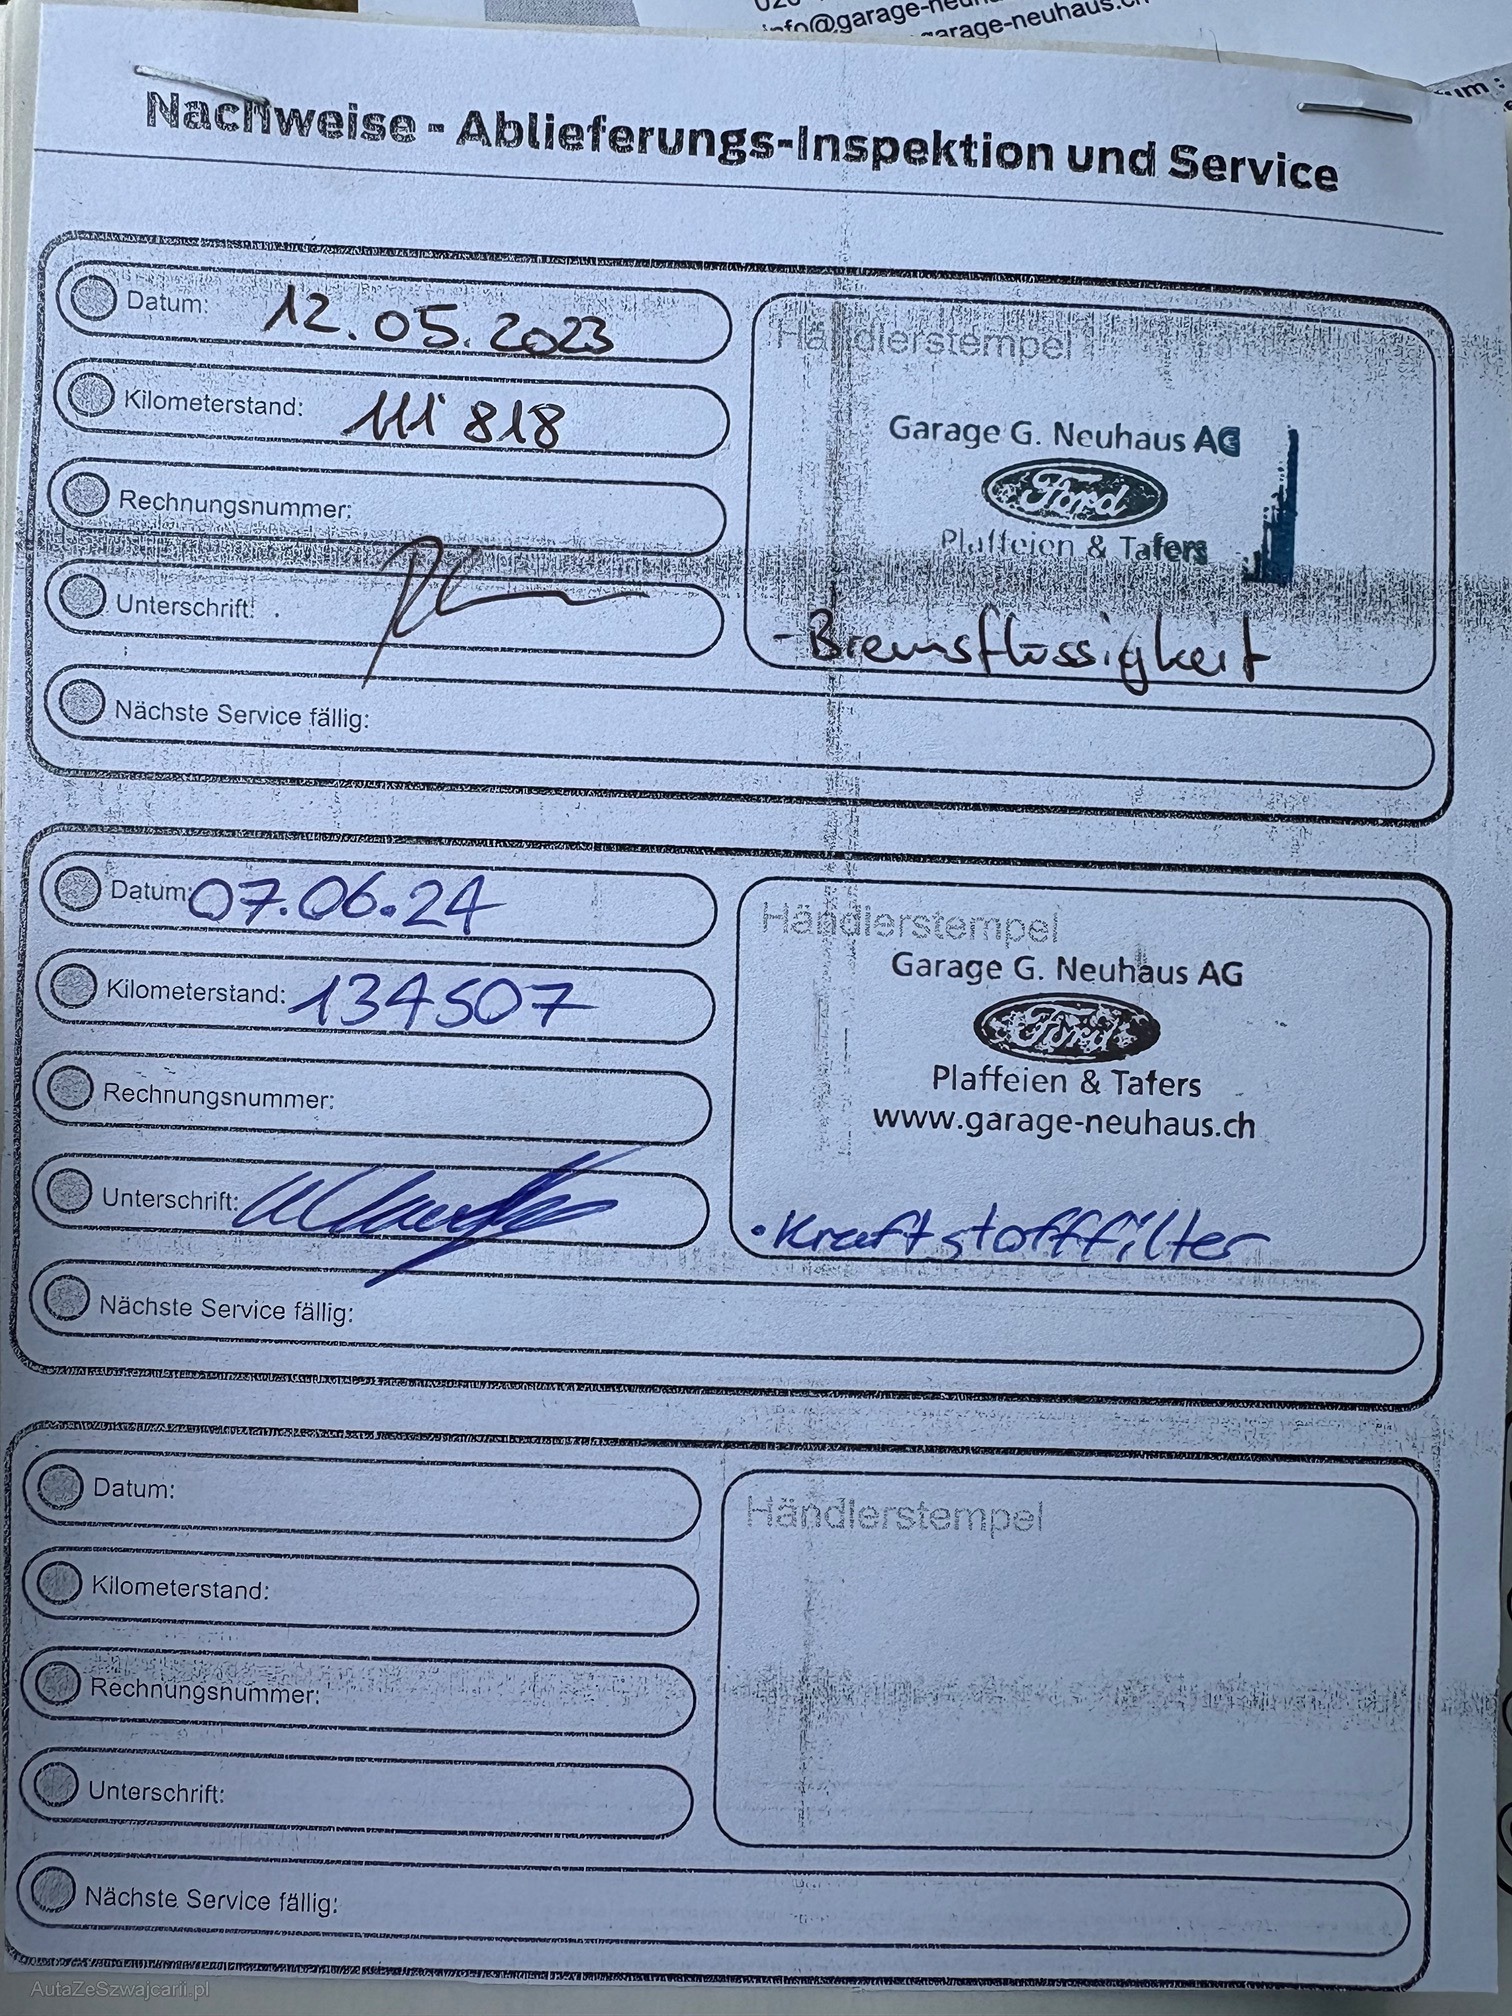 info@garage-neuhaus
garage-neuhaus.ch
um :
Nachweise - Ablieferungs-Inspektion und Service
Datum: 12.05.2023
Kilometerstand: 111'818
Rechnungsnummer:
Unterschrift:
Nächste Service fällig:
Händlerstempel
Garage G. Neuhaus AG
Ford
Plaffeien & Tafers
- Bremsflüssigkeit
Datum: 07.06.24
Kilometerstand: 134507
Rechnungsnummer:
Unterschrift:
Nächste Service fällig:
Händlerstempel
Garage G. Neuhaus AG
Ford
Plaffeien & Tafers
www.garage-neuhaus.ch
• Kraftstofffilter
Datum:
Kilometerstand:
Rechnungsnummer:
Unterschrift:
Nächste Service fällig:
Händlerstempel
AutaZeSzwajcarii.pl